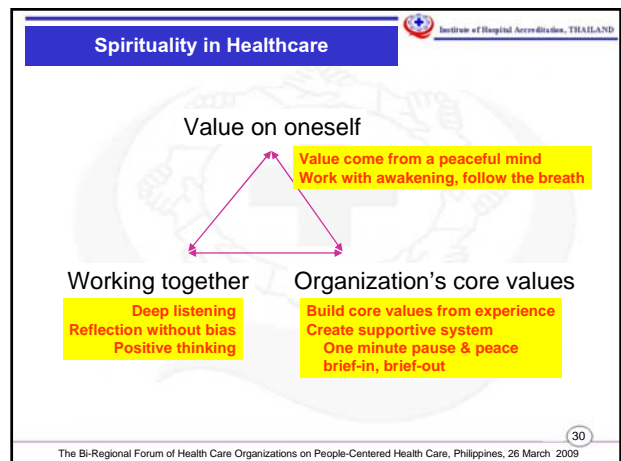 Spirituality in Healthcare
Institute of Hospital Accreditation, THAILAND
Value on oneself
Value come from a peaceful mind
Work with awakening, follow the breath
Working together
Deep listening
Reflection without bias
Positive thinking
Organization's core values
Build core values from experience
Create supportive system
One minute pause & peace
brief-in, brief-out
30
The Bi-Regional Forum of Health Care Organizations on People-Centered Health Care, Philippines, 26 March 2009